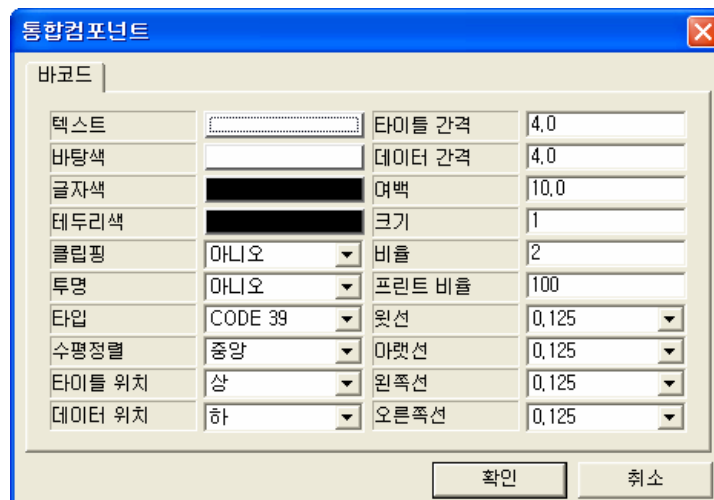 통합컴포넌트
바코드
텍스트 타이틀 간격 4.0
바탕색 데이터 간격 4.0
글자색 여백 10.0
테두리색 크기 1
클립핑 아니오 비율 2
투명 아니오 프린트 비율 100
타입 CODE 39 윗선 0.125
수평정렬 중앙 아랫선 0.125
타이틀 위치 상 왼쪽선 0.125
데이터 위치 하 오른쪽선 0.125
확인 취소